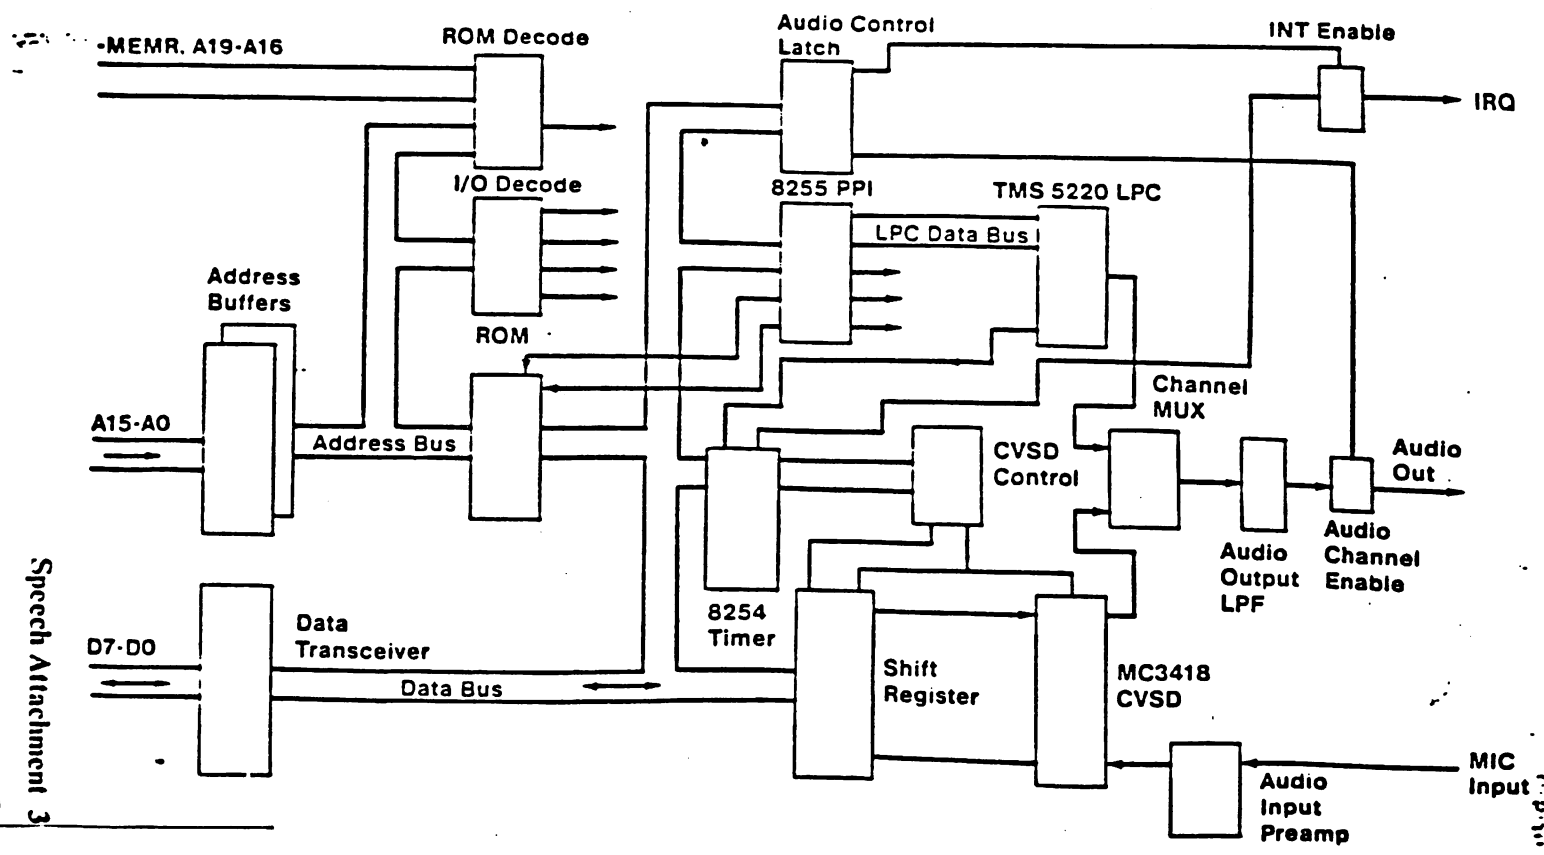 -MEMR, A19-A16
ROM Decode
Audio Control
Latch
INT Enable
IRQ
I/O Decode
8255 PPI
TMS 5220 LPC
LPC Data Bus
Address
Buffers
ROM
Channel
MUX
A15-A0
Address Bus
CVSD
Control
Audio
Out
Audio
Output
LPF
Audio
Channel
Enable
8254
Timer
Data
Transceiver
D7-D0
Data Bus
Shift
Register
MC3418
CVSD
MIC
Input
Audio
Input
Preamp
Speech Attachment 3